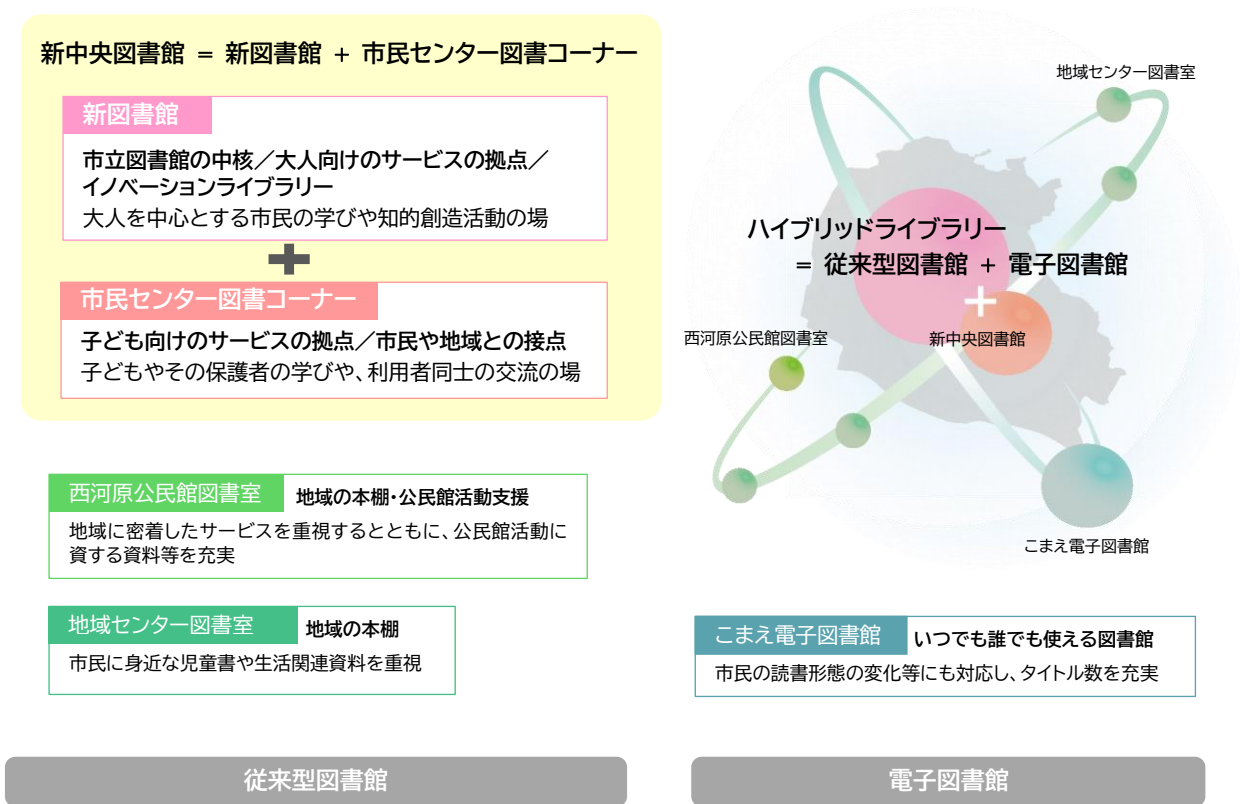 新中央図書館 = 新図書館 + 市民センター図書コーナー
新図書館
市立図書館の中核／大人向けのサービスの拠点／
イノベーションライブラリー
大人を中心とする市民の学びや知的創造活動の場
+
市民センター図書コーナー
子ども向けのサービスの拠点／市民や地域との接点
子どもやその保護者の学びや、利用者同士の交流の場
西河原公民館図書室
地域の本棚・公民館活動支援
地域に密着したサービスを重視するとともに、公民館活動に
資する資料等を充実
地域センター図書室
地域の本棚
市民に身近な児童書や生活関連資料を重視
従来型図書館
地域センター図書室
ハイブリッドライブラリー
= 従来型図書館 + 電子図書館
+
西河原公民館図書室
新中央図書館
こまえ電子図書館
こまえ電子図書館
いつでも誰でも使える図書館
市民の読書形態の変化等にも対応し、タイトル数を充実
電子図書館